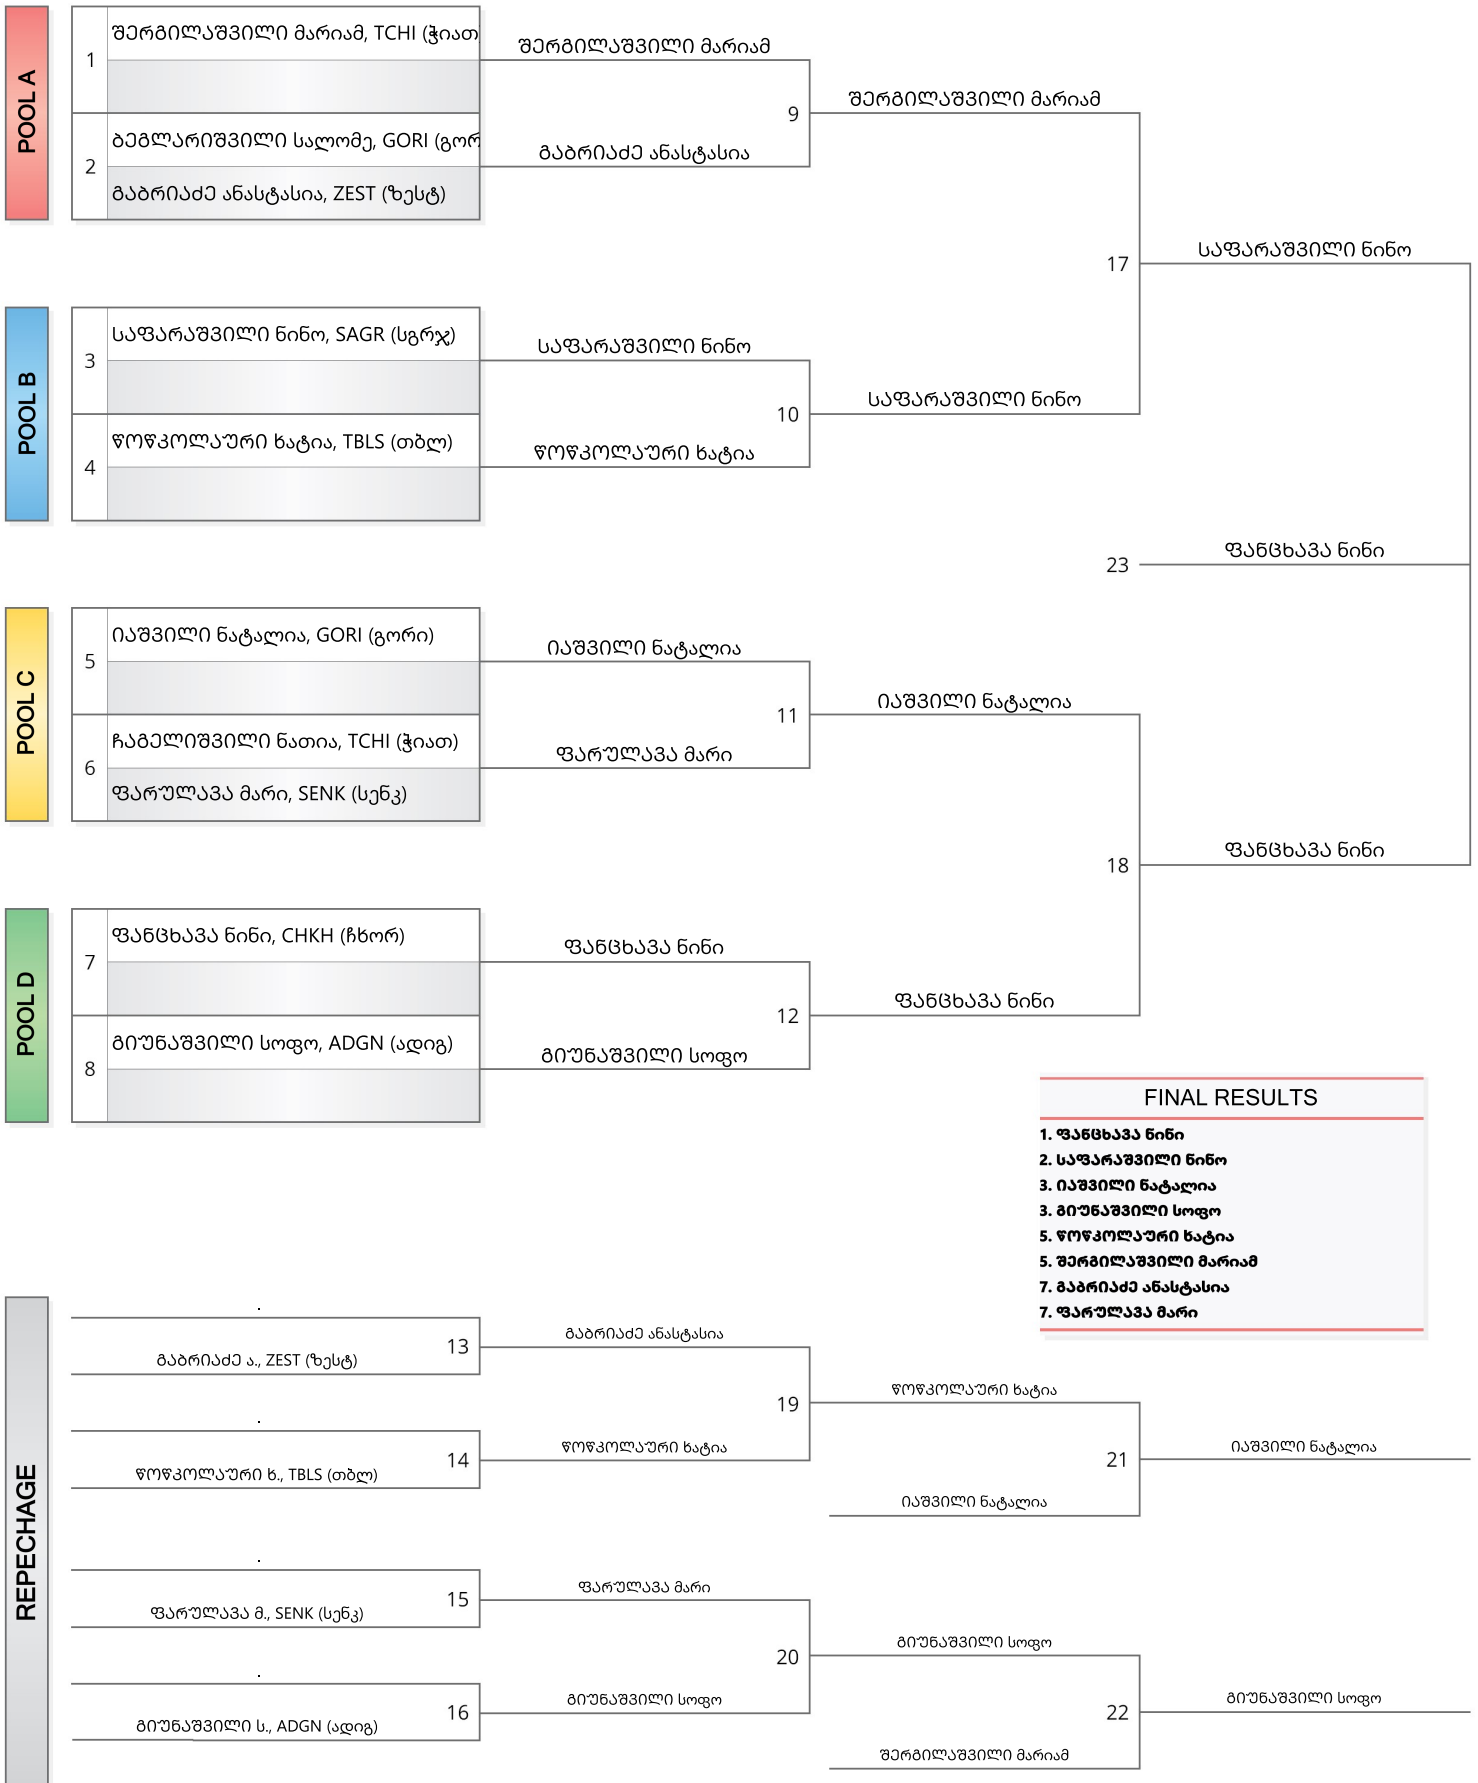 POOL A
1
შერგილაშვილი მარიამ, TCHI (ჭიათ
2
ბეგლარიშვილი სალომე, GORI (გორ
გაბრიაძე ანასტასია, ZEST (ზესტ)
შერგილაშვილი მარიამ
გაბრიაძე ანასტასია
9
შერგილაშვილი მარიამ
17
საფარაშვილი ნინო
POOL B
3
საფარაშვილი ნინო, SAGR (სგრჯ)
4
წოწკოლაური ხატია, TBLS (თბლ)
საფარაშვილი ნინო
წოწკოლაური ხატია
10
საფარაშვილი ნინო
23
ფანცხავა ნინი
POOL C
5
იაშვილი ნატალია, GORI (გორი)
6
ჩაგელიშვილი ნათია, TCHI (ჭიათ)
ფარულავა მარი, SENK (სენკ)
იაშვილი ნატალია
ფარულავა მარი
11
იაშვილი ნატალია
18
ფანცხავა ნინი
POOL D
7
ფანცხავა ნინი, CHKH (ჩხორ)
8
გიუნაშვილი სოფო, ADGN (ადიგ)
ფანცხავა ნინი
გიუნაშვილი სოფო
12
ფანცხავა ნინი
FINAL RESULTS
1. ფანცხავა ნინი
2. საფარაშვილი ნინო
3. იაშვილი ნატალია
3. გიუნაშვილი სოფო
5. წოწკოლაური ხატია
5. შერგილაშვილი მარიამ
7. გაბრიაძე ანასტასია
7. ფარულავა მარი
REPECHAGE
.
13
გაბრიაძე ა., ZEST (ზესტ)
.
14
წოწკოლაური ხ., TBLS (თბლ)
გაბრიაძე ანასტასია
წოწკოლაური ხატია
19
წოწკოლაური ხატია
იაშვილი ნატალია
21
იაშვილი ნატალია
.
15
ფარულავა მ., SENK (სენკ)
.
16
გიუნაშვილი ს., ADGN (ადიგ)
ფარულავა მარი
გიუნაშვილი სოფო
20
გიუნაშვილი სოფო
შერგილაშვილი მარიამ
22
გიუნაშვილი სოფო